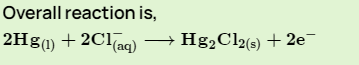 Overall reaction is,
2Hg₍ₗ₎ + 2Cl⁻₍aq₎ ⟶ Hg₂Cl₂₍ₛ₎ + 2e⁻